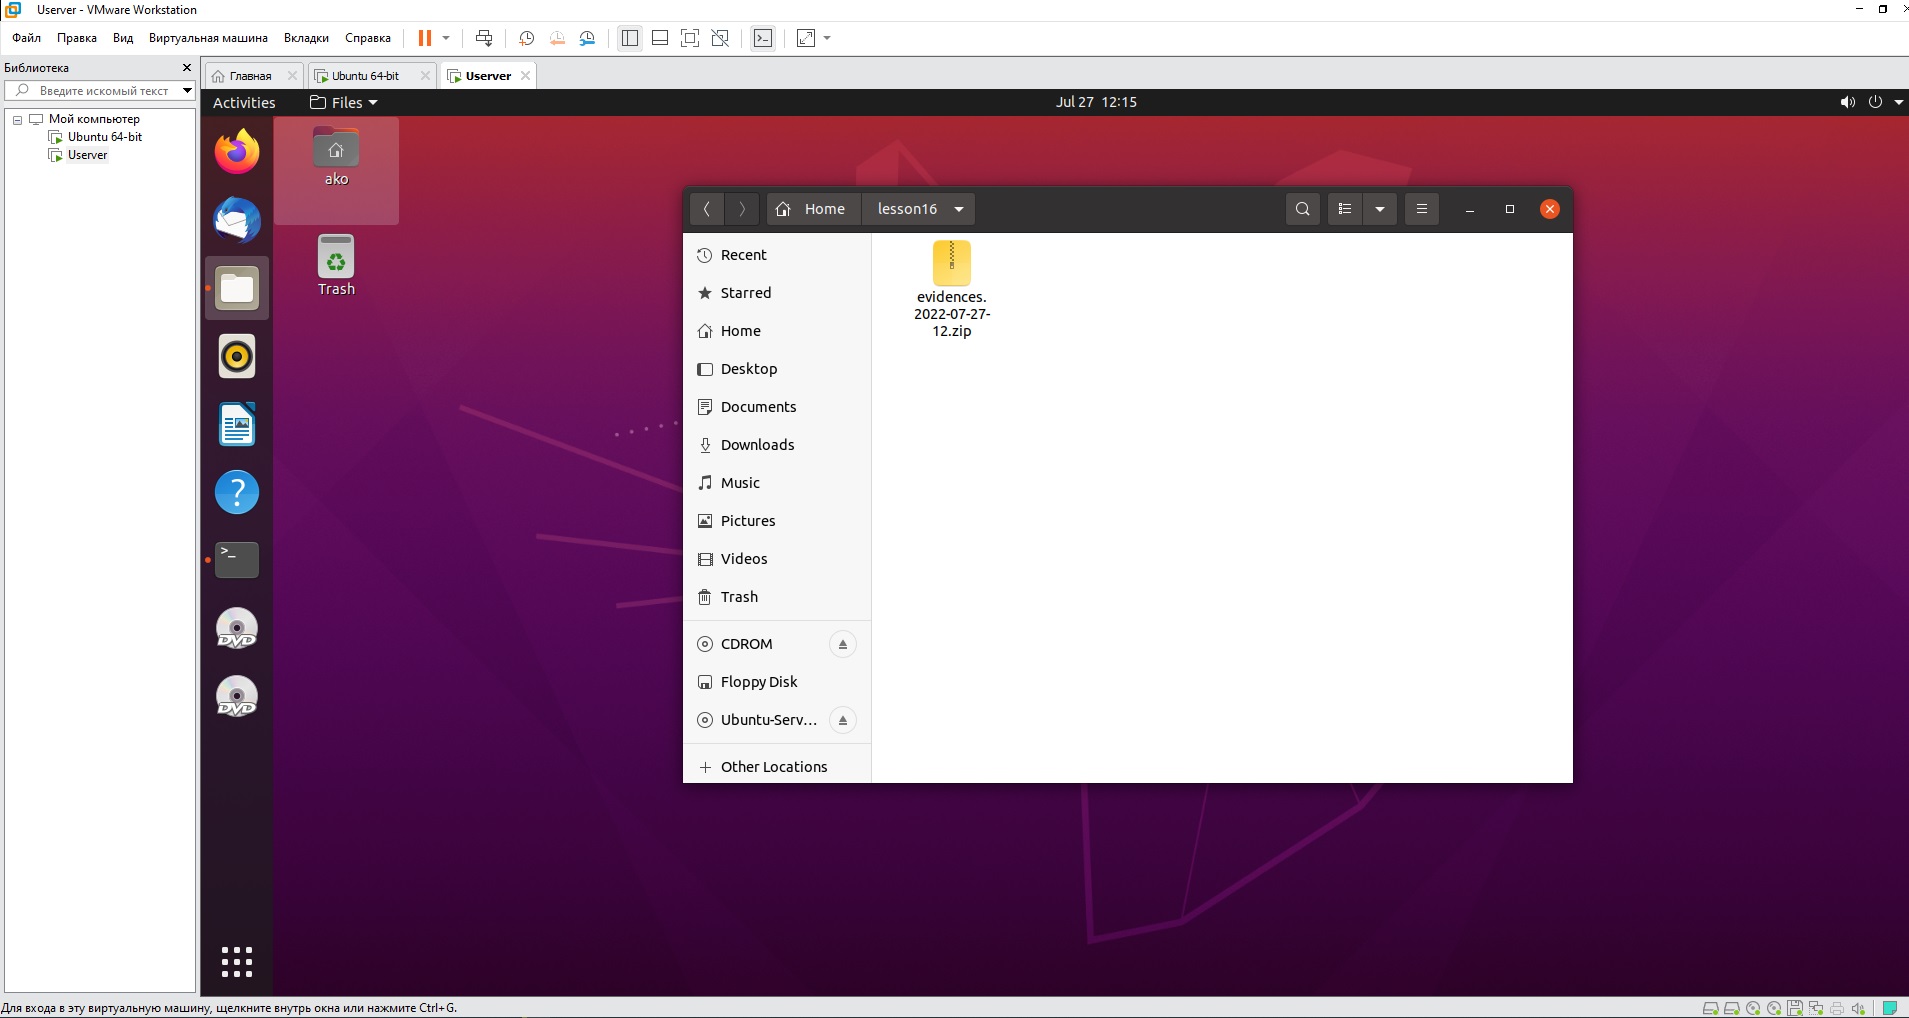 Userver - VMware Workstation
Файл Правка Вид Виртуальная машина Вкладки Справка
Библиотека
Введите искомый текст
Мой компьютер
Ubuntu 64-bit
Userver
Главная Ubuntu 64-bit Userver
Activities Files Jul 27 12:15
ako
Trash
Home lesson16
Recent
Starred
Home
Desktop
Documents
Downloads
Music
Pictures
Videos
Trash
CDROM
Floppy Disk
Ubuntu-Serv...
Other Locations
evidences.
2022-07-27-
12.zip
DVD
DVD
Для входа в эту виртуальную машину, щелкните внутрь окна или нажмите Ctrl+G.